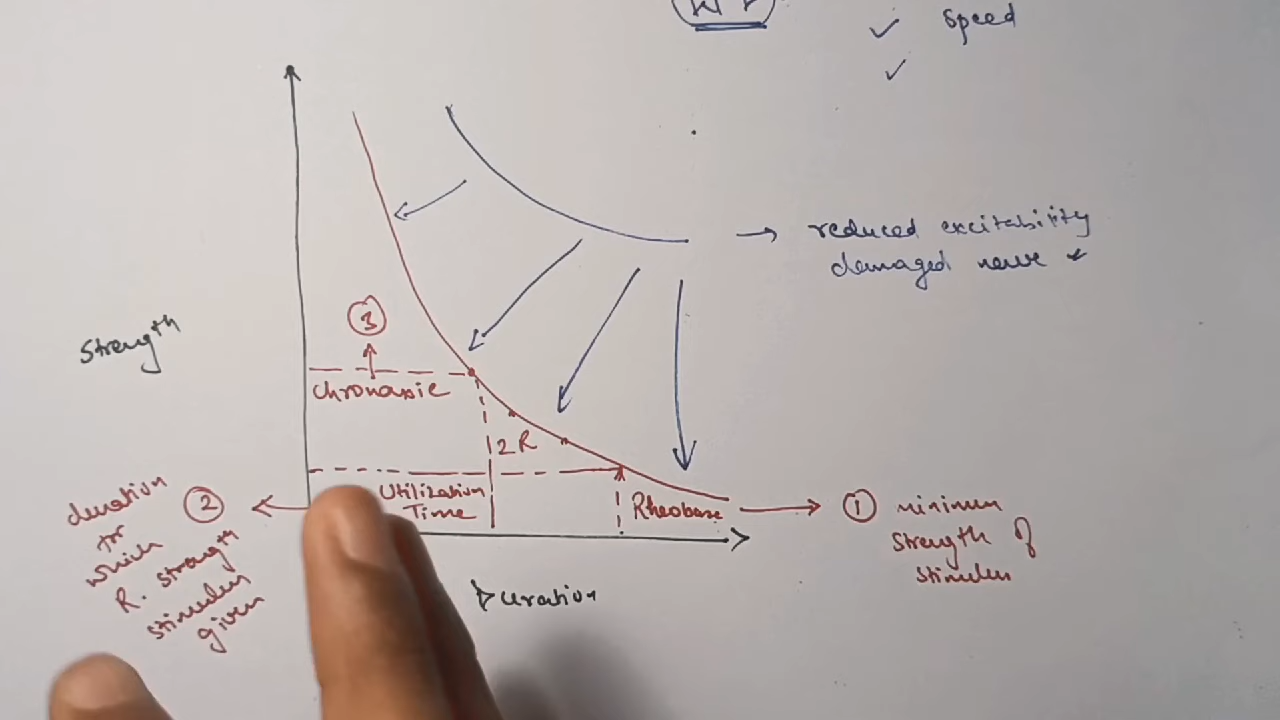 ✓ Speed
✓
→ reduced excitability
damaged nerve
Strength
③
Chronaxie
2R
Utilization
Time
Rheobase
① minimum
strength of
stimulus
②
duration
for
which
R. strength
stimulus
given
Duration